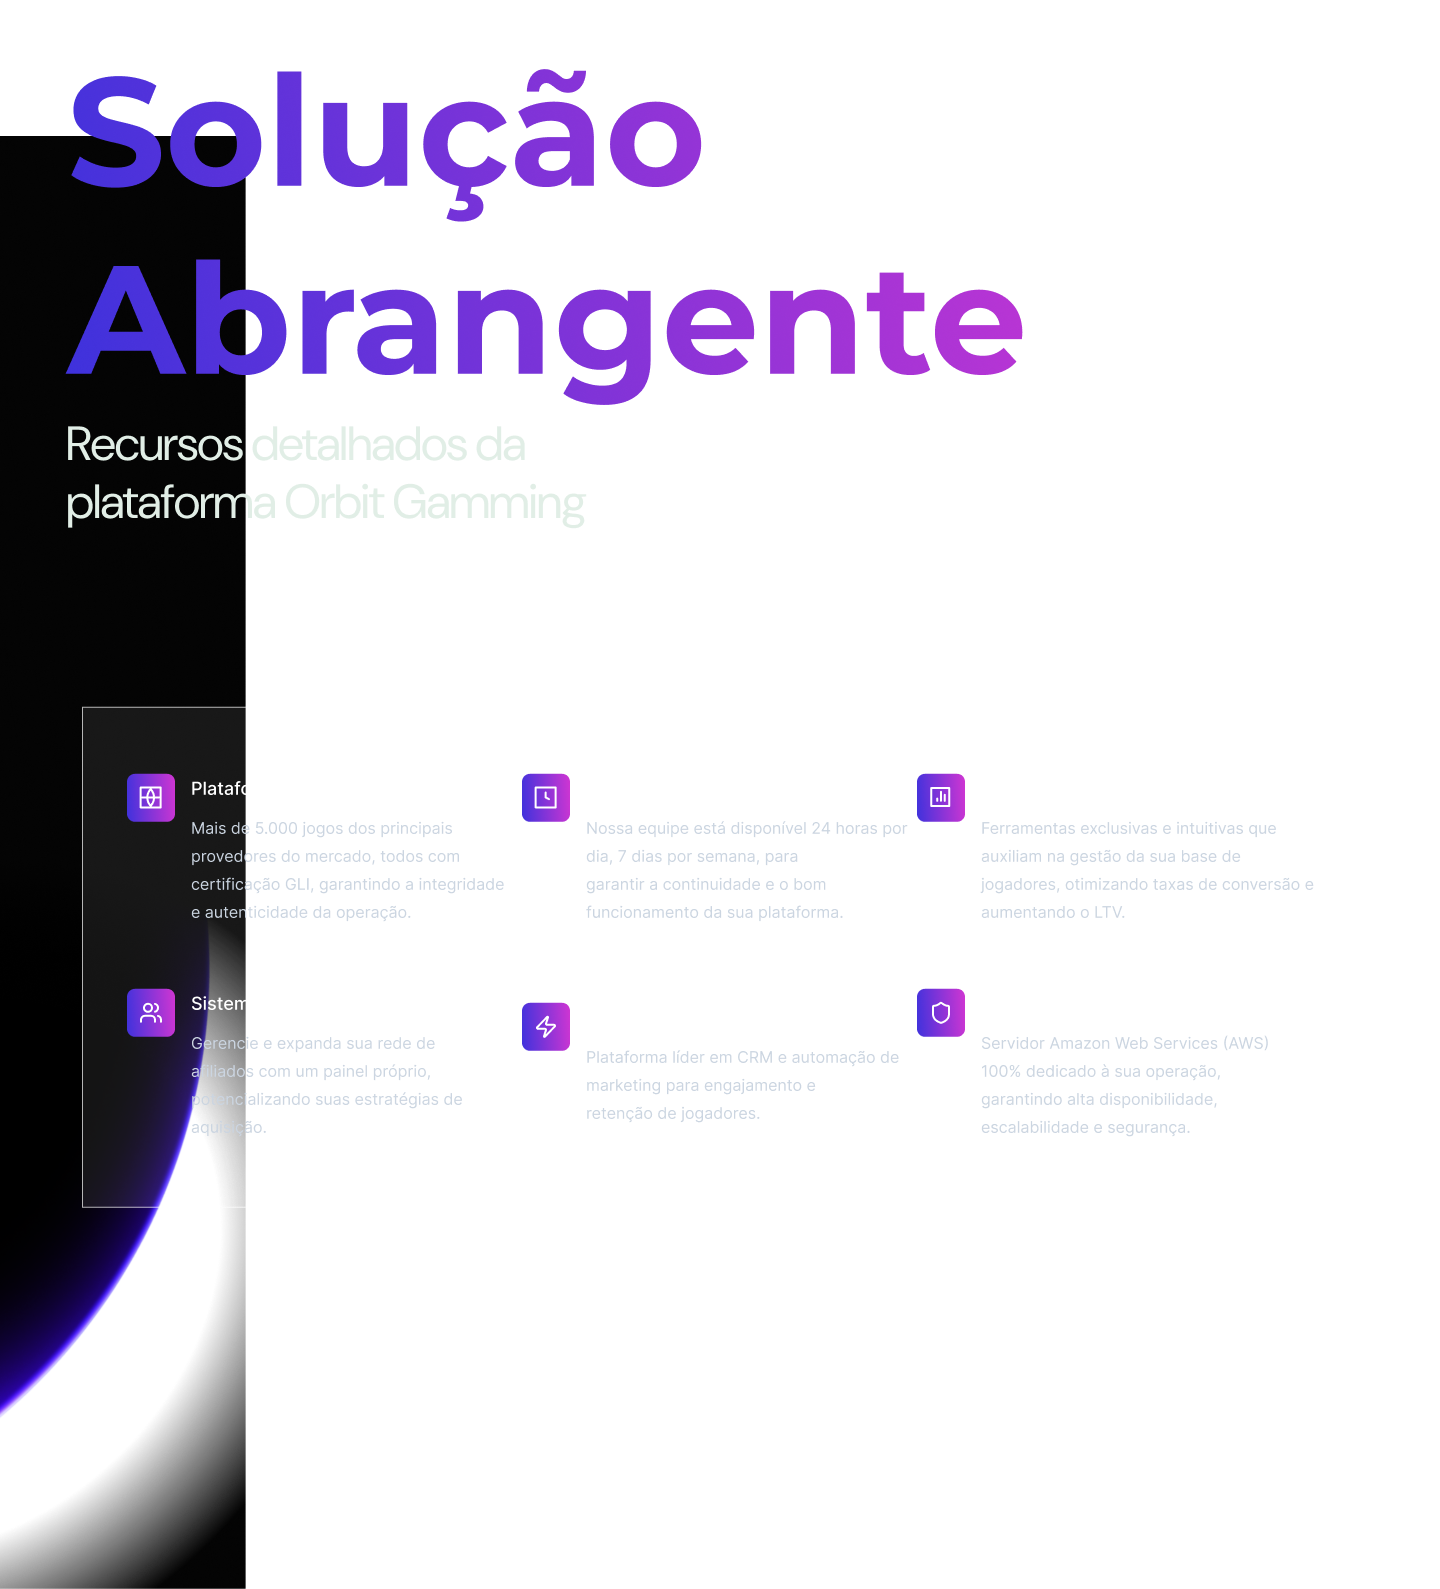 Solução
Abrangente
Recursos detalhados da
plataforma Orbit Gamming
Mais de 5.000 jogos dos principais
provedores do mercado, todos com
certificação GLI, garantindo a integridade
e autenticidade da operação.
Nossa equipe está disponível 24 horas por
dia, 7 dias por semana, para
garantir a continuidade e o bom
funcionamento da sua plataforma.
Ferramentas exclusivas e intuitivas que
auxiliam na gestão da sua base de
jogadores, otimizando taxas de conversão e
aumentando o LTV.
Gerencie e expanda sua rede de
afiliados com um painel próprio,
potencializando suas estratégias de
aquisição.
Plataforma líder em CRM e automação de
marketing para engajamento e
retenção de jogadores.
Servidor Amazon Web Services (AWS)
100% dedicado à sua operação,
garantindo alta disponibilidade,
escalabilidade e segurança.